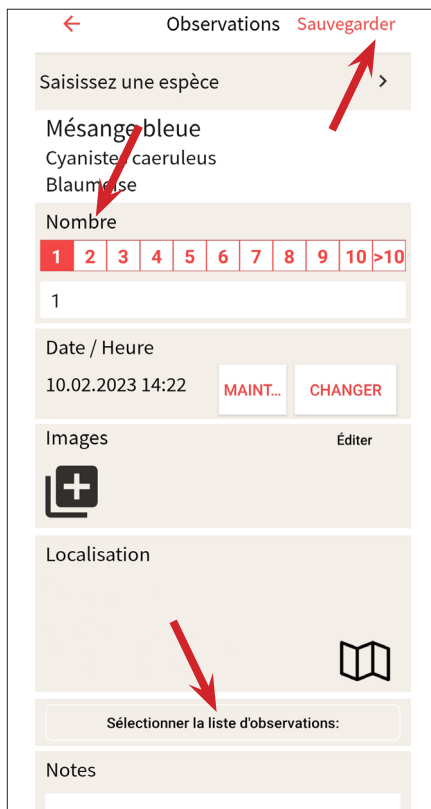 Observations Sauvegarder
Saisissez une espèce
Mésange bleue
Cyanistes caeruleus
Blaumeise
Nombre
1 2 3 4 5 6 7 8 9 10 >10
1
Date / Heure
10.02.2023 14:22 MAINT... CHANGER
Images Éditer
Localisation
Sélectionner la liste d'observations:
Notes